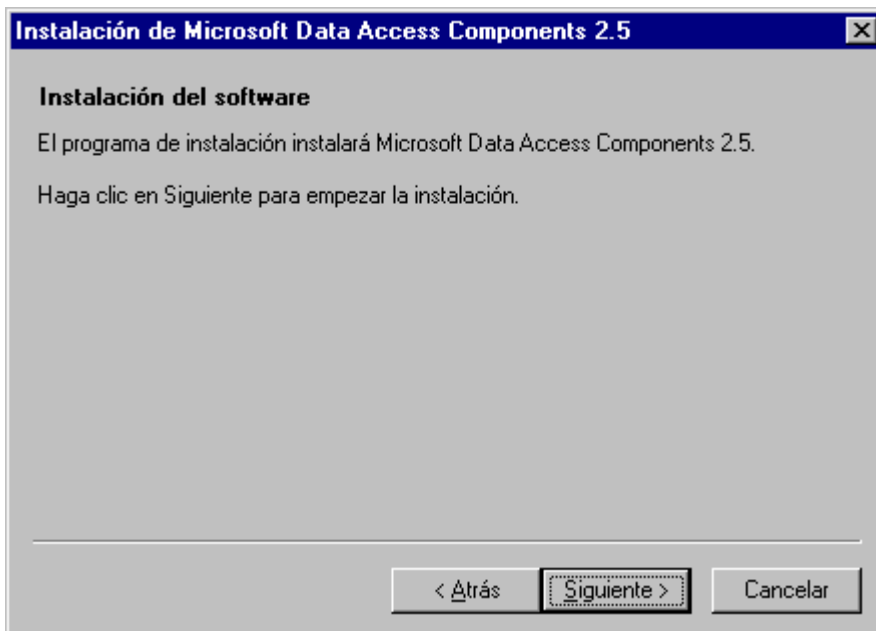 Instalación de Microsoft Data Access Components 2.5
Instalación del software
El programa de instalación instalará Microsoft Data Access Components 2.5.
Haga clic en Siguiente para empezar la instalación.
< Atrás
Siguiente >
Cancelar